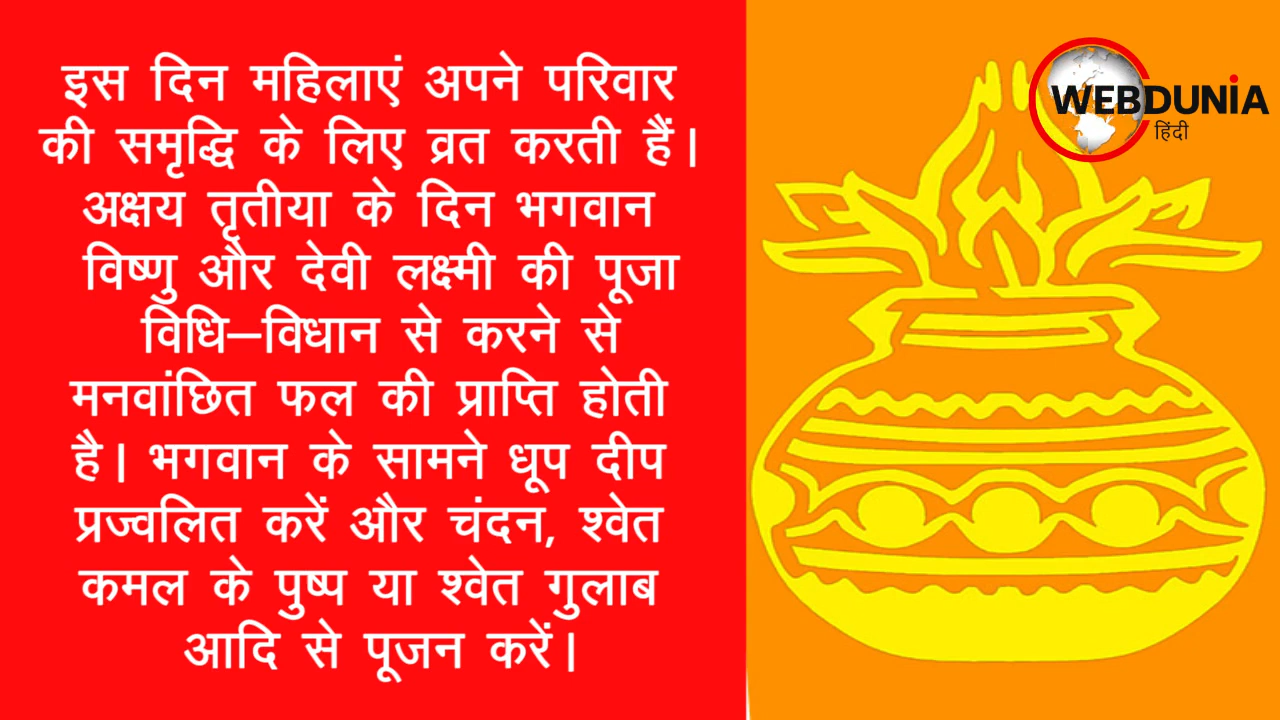 इस दिन महिलाएं अपने परिवार
की समृद्धि के लिए व्रत करती हैं।
अक्षय तृतीया के दिन भगवान
विष्णु और देवी लक्ष्मी की पूजा
विधि–विधान से करने से
मनवांछित फल की प्राप्ति होती
है। भगवान के सामने धूप दीप
प्रज्वलित करें और चंदन, श्वेत
कमल के पुष्प या श्वेत गुलाब
आदि से पूजन करें।
WEBDUNIA
हिंदी